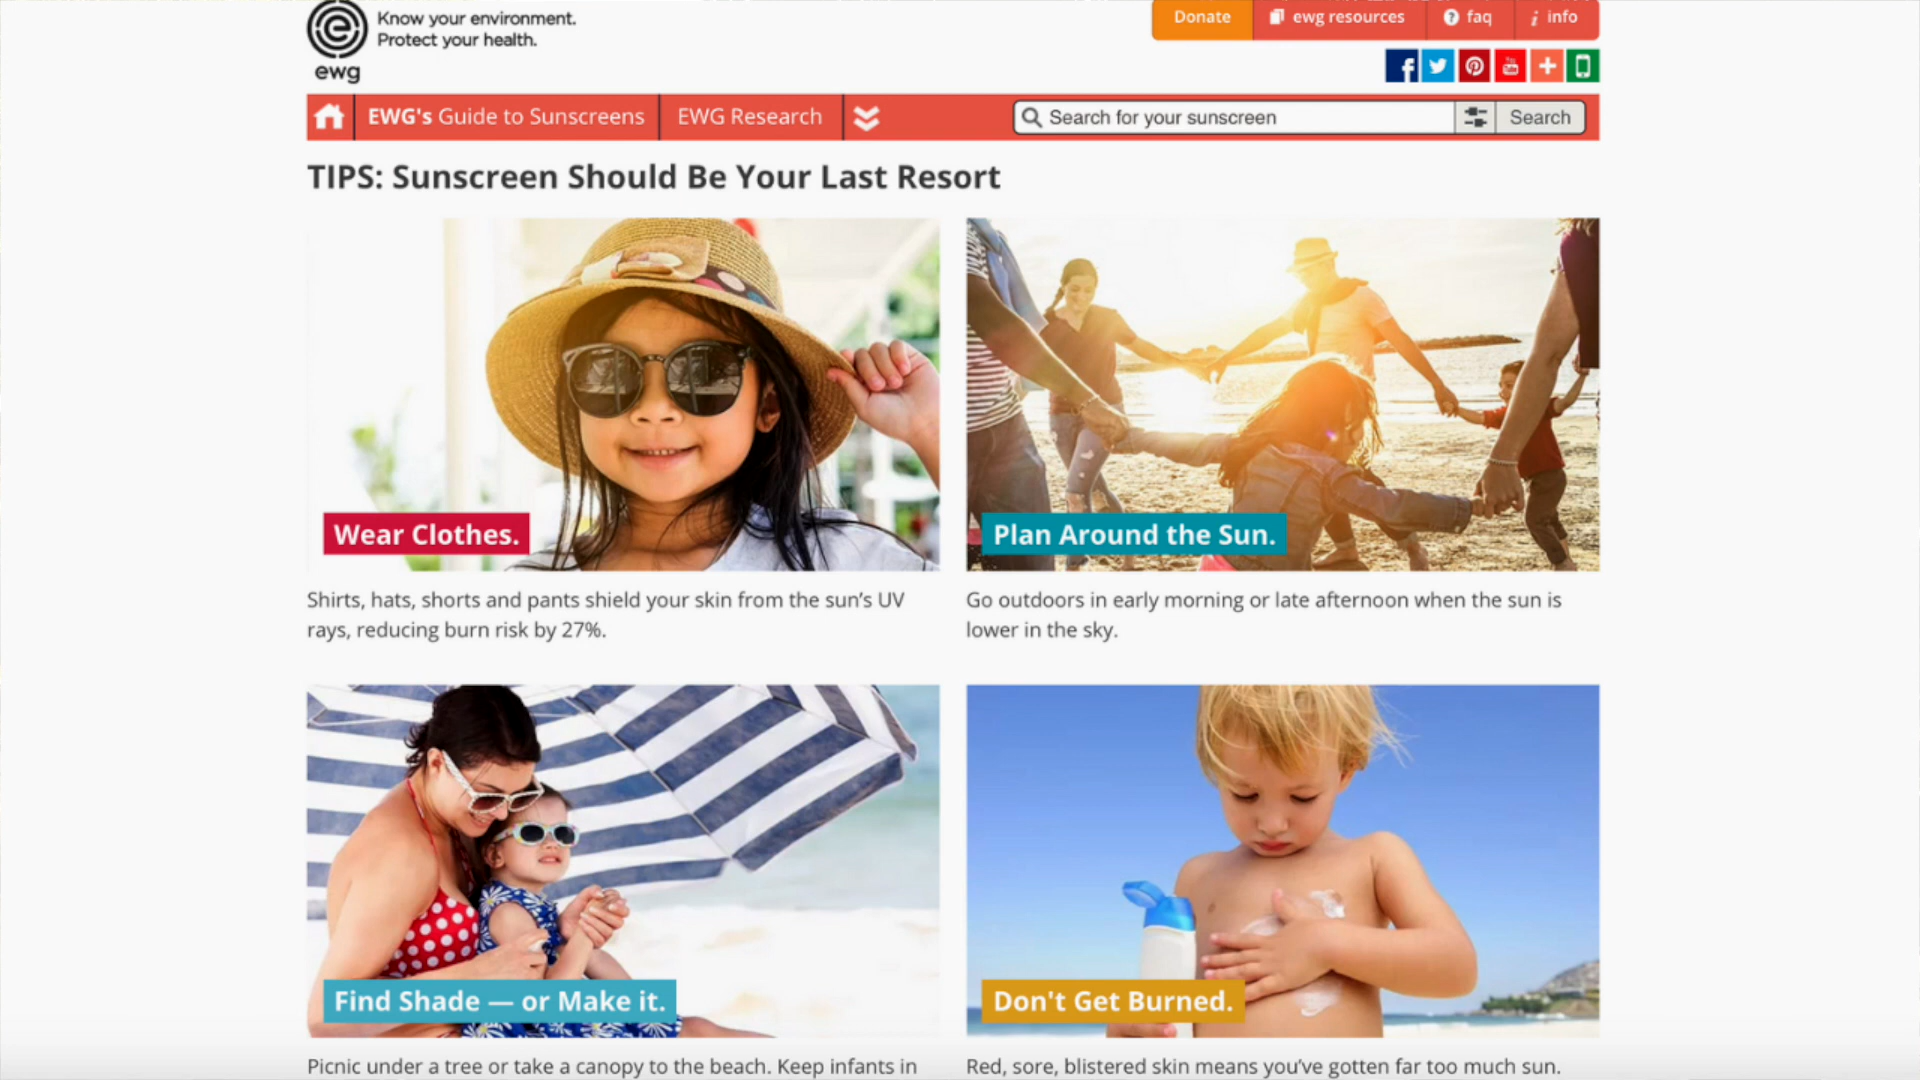 Know your environment.
Protect your health.
ewg
Donate
ewg resources
? faq
i info
EWG's Guide to Sunscreens
EWG Research
Search for your sunscreen
Search
TIPS: Sunscreen Should Be Your Last Resort
Wear Clothes.
Plan Around the Sun.
Shirts, hats, shorts and pants shield your skin from the sun’s UV
rays, reducing burn risk by 27%.
Go outdoors in early morning or late afternoon when the sun is
lower in the sky.
Find Shade — or Make it.
Don't Get Burned.
Picnic under a tree or take a canopy to the beach. Keep infants in
Red, sore, blistered skin means you’ve gotten far too much sun.